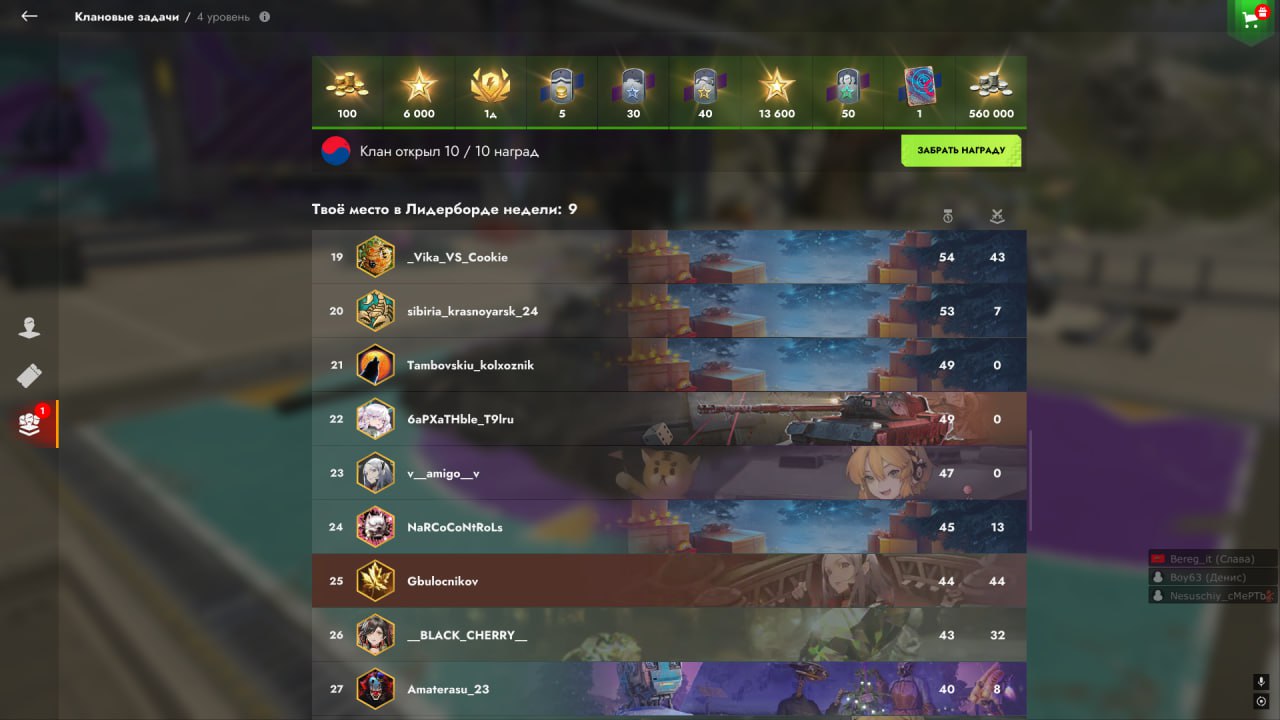 Клановые задачи / 4 уровень
100 6 000 1д 5 30 40 13 600 50 1 560 000
Клан открыл 10 / 10 наград
ЗАБРАТЬ НАГРАДУ
Твоё место в Лидерборде недели: 9
19 _Vika_VS_Cookie 54 43
20 sibiria_krasnoyarsk_24 53 7
21 Tambovskiu_kolxoznik 49 0
22 6aPXaTHble_T9lru 49 0
1
23 v__amigo__v 47 0
24 NaRCoCoNtRoLs 45 13
25 Gbulocnikov 44 44
26 __BLACK_CHERRY__ 43 32
27 Amaterasu_23 40 8
Bereg_it (Слава)
Boy63 (Денис)